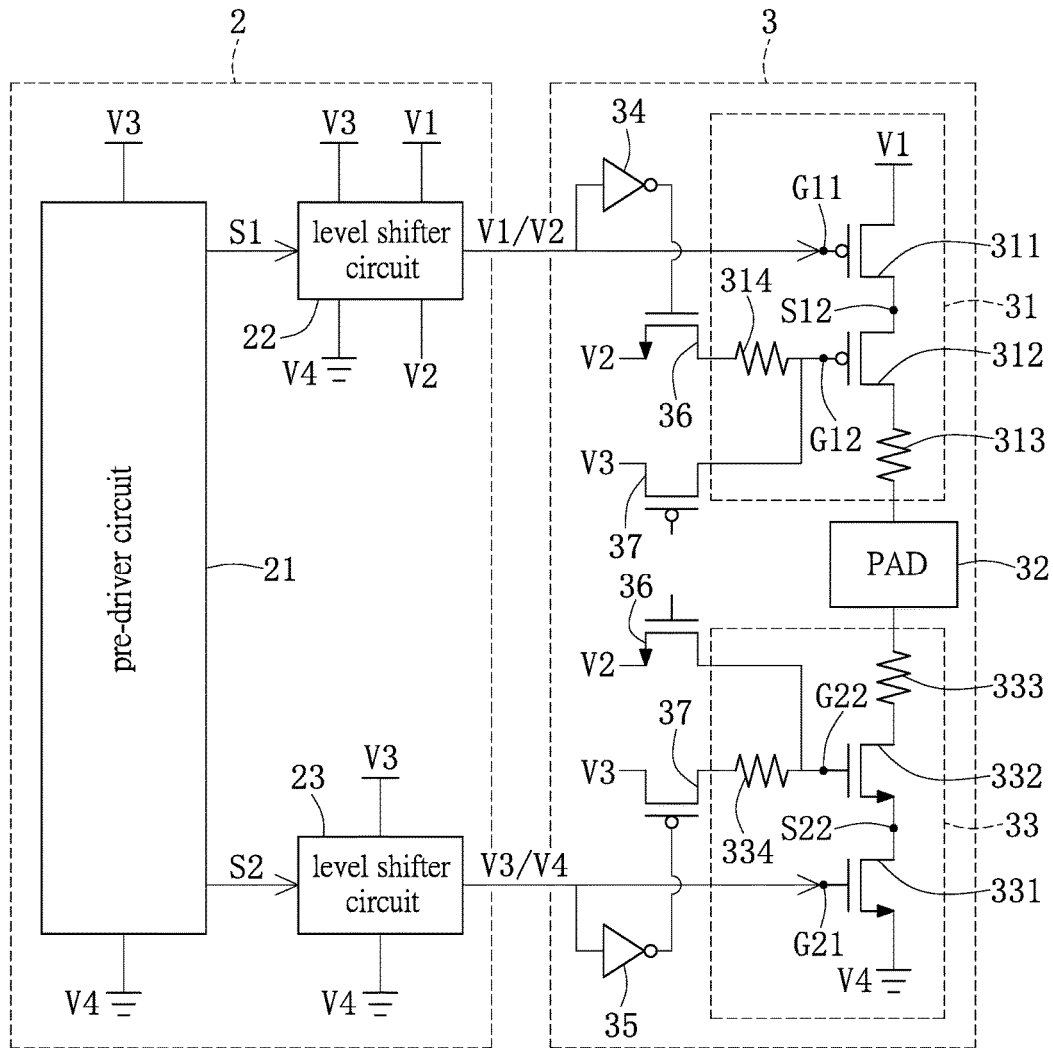 2
3
V3
V3
V1
34
V1
S1
level shifter
circuit
V1/V2
G11
311
314
S12
31
22
V4
V2
V2
36
G12
312
V3
313
37
pre-driver circuit
21
PAD
32
36
V2
333
37
G22
V3
332
23
V3
S22
33
334
S2
level shifter
circuit
V3/V4
331
G21
V4
V4
V4
35